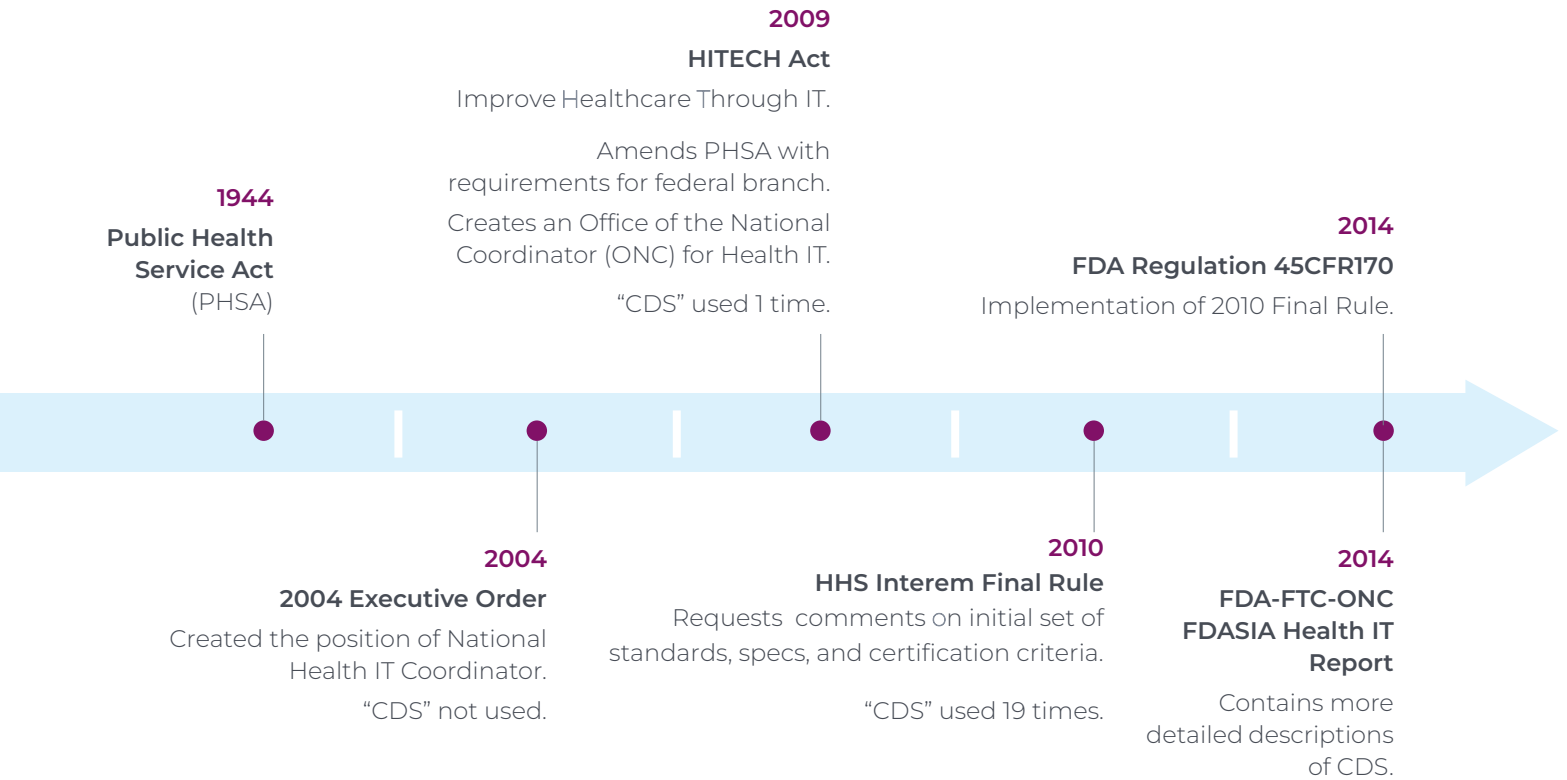 1944
Public Health
Service Act
(PHSA)
2004
2004 Executive Order
Created the position of National
Health IT Coordinator.
“CDS” not used.
2009
HITECH Act
Improve Healthcare Through IT.
Amends PHSA with
requirements for federal branch.
Creates an Office of the National
Coordinator (ONC) for Health IT.
“CDS” used 1 time.
2010
HHS Interem Final Rule
Requests comments on initial set of
standards, specs, and certification criteria.
“CDS” used 19 times.
2014
FDA Regulation 45CFR170
Implementation of 2010 Final Rule.
2014
FDA-FTC-ONC
FDASIA Health IT
Report
Contains more
detailed descriptions
of CDS.